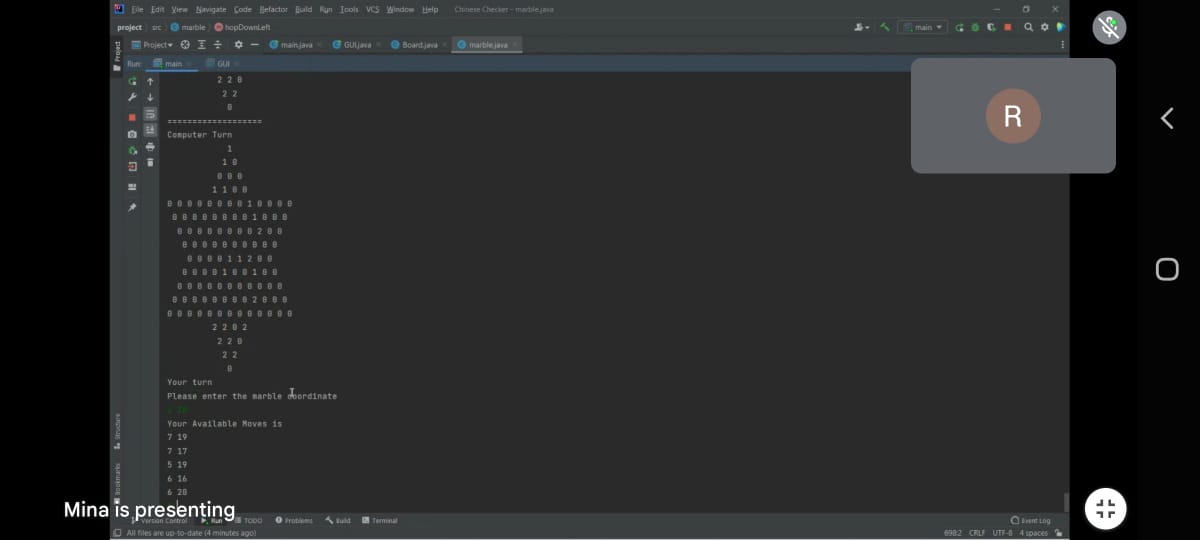 File Edit View Navigate Code Refactor Build Run Tools VCS Window Help Chinese Checker - marble.java
project src marble hopDownLeft main
Project main.java GUI.java Board.java marble.java
Project
Run: main GUI
2 2 0
2 2
0
===================
Computer Turn
1
1 0
0 0 0
1 1 0 0
0 0 0 0 0 0 0 0 1 0 0 0 0
0 0 0 0 0 0 0 0 1 0 0 0
0 0 0 0 0 0 0 0 2 0 0
0 0 0 0 0 0 0 0 0 0
0 0 0 0 1 1 2 0 0
0 0 0 0 1 0 0 1 0 0
0 0 0 0 0 0 0 0 0 0 0
0 0 0 0 0 0 0 0 2 0 0 0
0 0 0 0 0 0 0 0 0 0 0 0 0
2 2 0 2
2 2 0
2 2
0
Your turn
Please enter the marble coordinate
Your Available Moves is
7 19
7 17
5 19
6 16
6 20
R
Structure
Bookmarks
Mina is presenting
Version Control Run TODO Problems Build Terminal Event Log
All files are up-to-date (4 minutes ago) 698:2 CRLF UTF-8 4 spaces